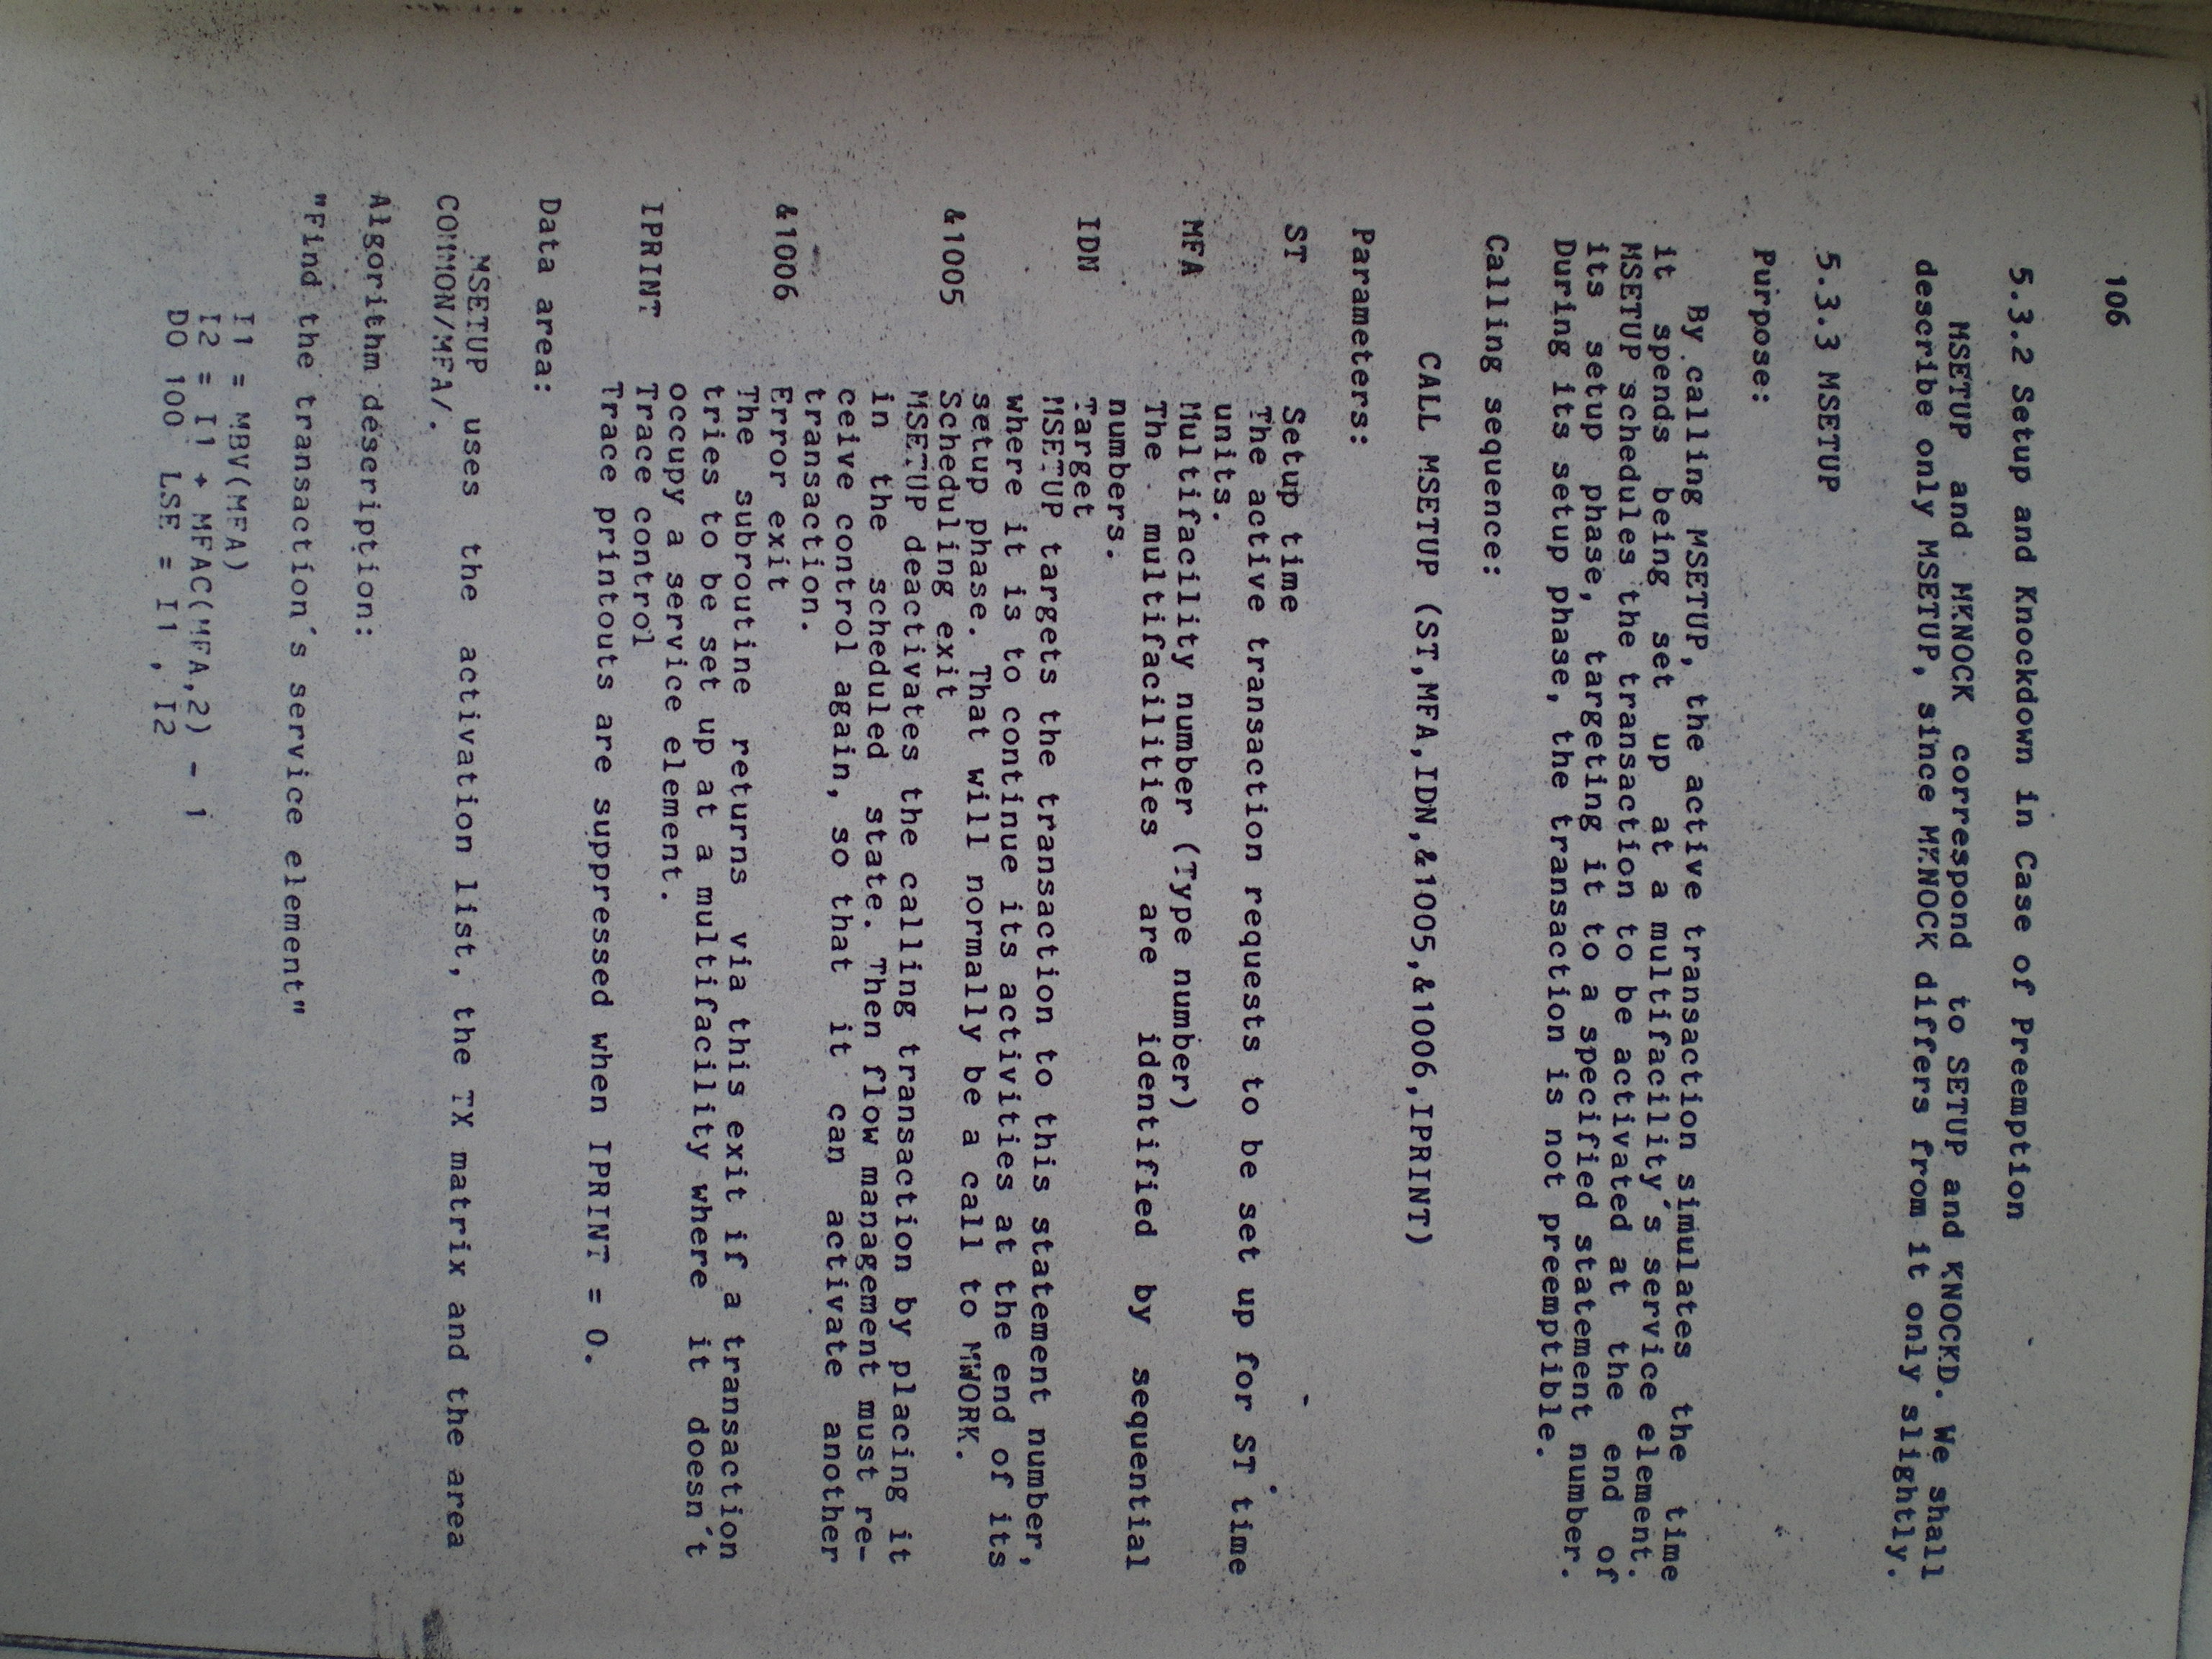 106
5.3.2 Setup and Knockdown in Case of Preemption
MSETUP and MKNOCK correspond to SETUP and KNOCKD. We shall
describe only MSETUP, since MKNOCK differs from it only slightly.
5.3.3 MSETUP
Purpose:
By calling MSETUP, the active transaction simulates the time
it spends being set up at a multifacility's service element.
MSETUP schedules the transaction to be activated at the end of
its setup phase, targeting it to a specified statement number.
During its setup phase, the transaction is not preemptible.
Calling sequence:
CALL MSETUP (ST,MFA,IDN,&1005,&1006,IPRINT)
Parameters:
ST Setup time
The active transaction requests to be set up for ST time
units.
MFA Multifacility number (Type number)
The multifacilities are identified by sequential
numbers.
IDN Target
MSETUP targets the transaction to this statement number,
where it is to continue its activities at the end of its
setup phase. That will normally be a call to MWORK.
&1005 Scheduling exit
MSETUP deactivates the calling transaction by placing it
in the scheduled state. Then flow management must re-
ceive control again, so that it can activate another
transaction.
&1006 Error exit
The subroutine returns via this exit if a transaction
tries to be set up at a multifacility where it doesn't
occupy a service element.
IPRINT Trace control
Trace printouts are suppressed when IPRINT = 0.
Data area:
MSETUP uses the activation list, the TX matrix and the area
COMMON/MFA/.
Algorithm description:
"Find the transaction's service element"
I1 = MBV(MFA)
I2 = I1 + MFAC(MFA,2) - 1
DO 100 LSE = I1 , I2